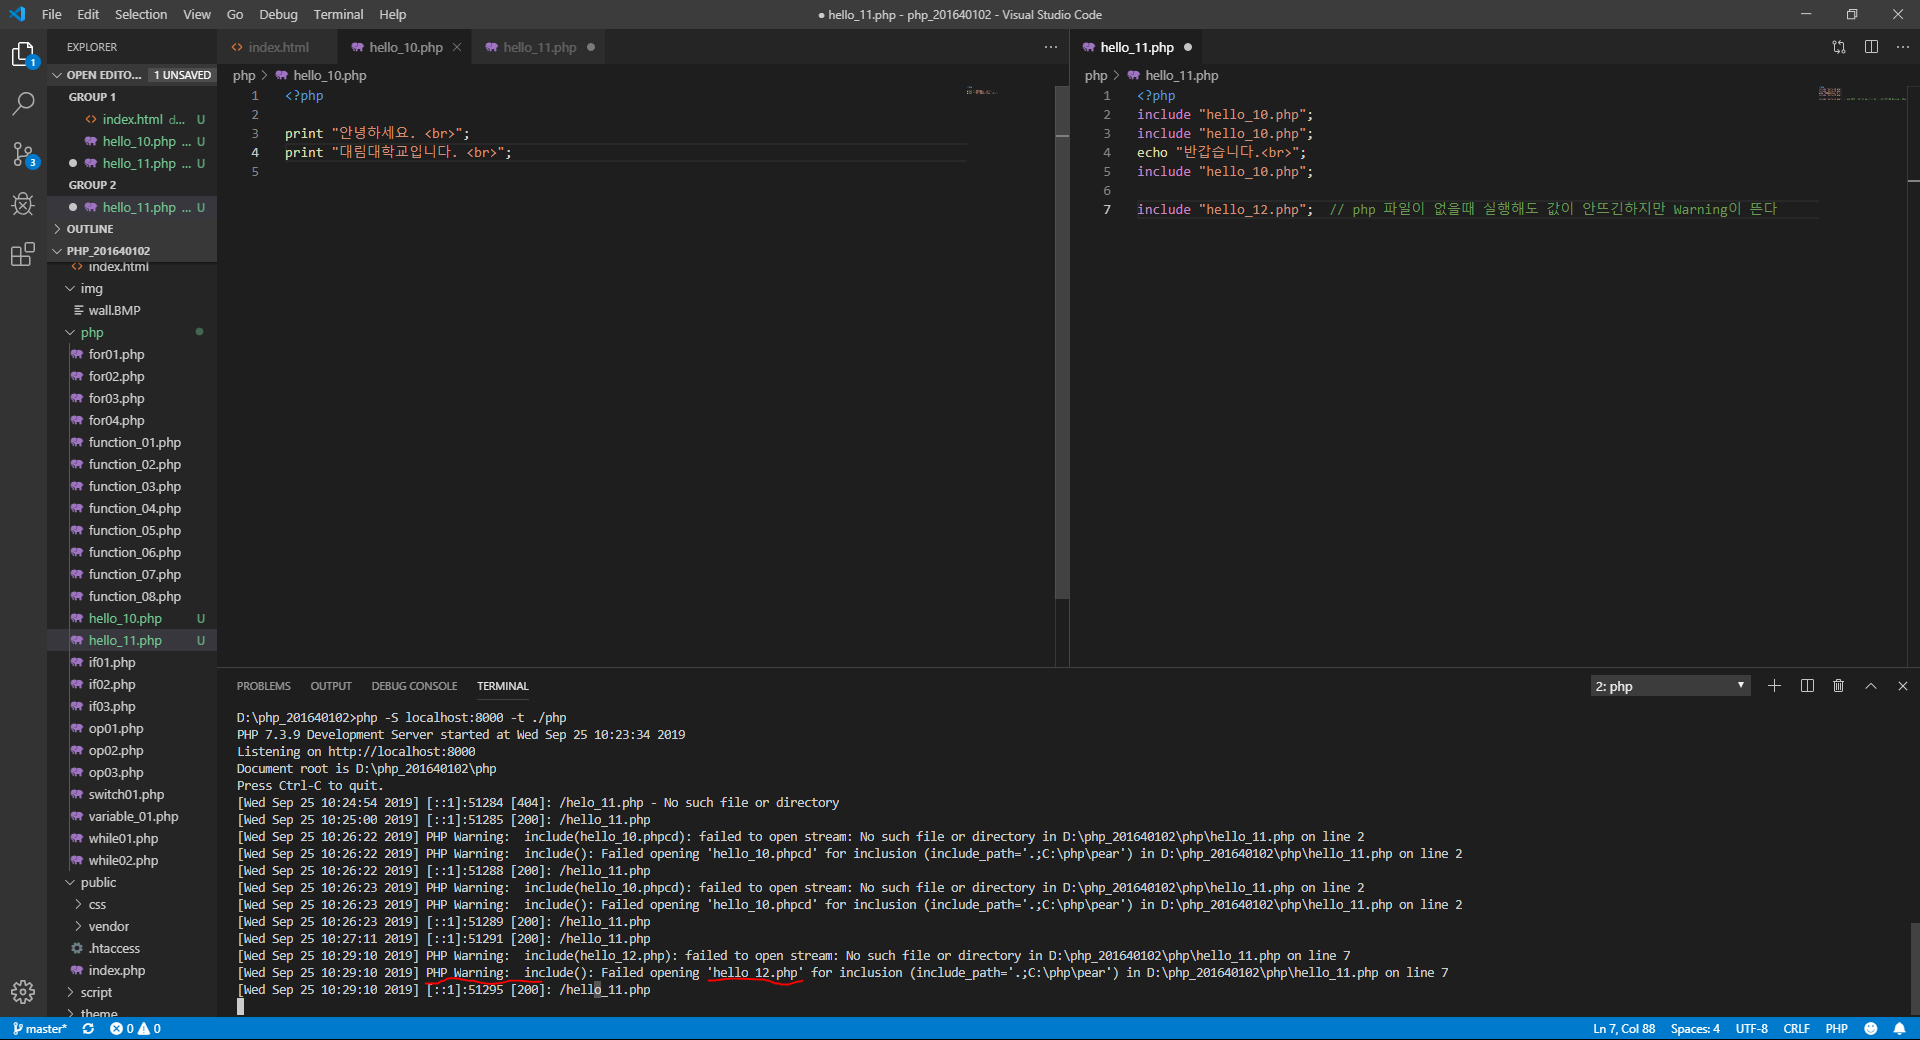 File Edit Selection View Go Debug Terminal Help
● hello_11.php - php_201640102 - Visual Studio Code
EXPLORER
OPEN EDITO... 1 UNSAVED
GROUP 1
index.html d... U
hello_10.php ... U
hello_11.php ... U
GROUP 2
hello_11.php ... U
OUTLINE
PHP_201640102
index.html
img
wall.BMP
php
for01.php
for02.php
for03.php
for04.php
function_01.php
function_02.php
function_03.php
function_04.php
function_05.php
function_06.php
function_07.php
function_08.php
hello_10.php U
hello_11.php U
if01.php
if02.php
if03.php
op01.php
op02.php
op03.php
switch01.php
variable_01.php
while01.php
while02.php
public
css
vendor
.htaccess
index.php
script
theme
1
3
index.html hello_10.php hello_11.php
php > hello_10.php
1 <?php
2
3 print "안녕하세요. <br>";
4 print "대림대학교입니다. <br>";
5
hello_11.php
php > hello_11.php
1 <?php
2 include "hello_10.php";
3 include "hello_10.php";
4 echo "반갑습니다.<br>";
5 include "hello_10.php";
6
7 include "hello_12.php"; // php 파일이 없을때 실행해도 값이 안뜨긴하지만 Warning이 뜬다
PROBLEMS OUTPUT DEBUG CONSOLE TERMINAL
2: php
D:\php_201640102>php -S localhost:8000 -t ./php
PHP 7.3.9 Development Server started at Wed Sep 25 10:23:34 2019
Listening on http://localhost:8000
Document root is D:\php_201640102\php
Press Ctrl-C to quit.
[Wed Sep 25 10:24:54 2019] [::1]:51284 [404]: /helo_11.php - No such file or directory
[Wed Sep 25 10:25:00 2019] [::1]:51285 [200]: /hello_11.php
[Wed Sep 25 10:26:22 2019] PHP Warning:  include(hello_10.phpcd): failed to open stream: No such file or directory in D:\php_201640102\php\hello_11.php on line 2
[Wed Sep 25 10:26:22 2019] PHP Warning:  include(): Failed opening 'hello_10.phpcd' for inclusion (include_path='.;C:\php\pear') in D:\php_201640102\php\hello_11.php on line 2
[Wed Sep 25 10:26:22 2019] [::1]:51288 [200]: /hello_11.php
[Wed Sep 25 10:26:23 2019] PHP Warning:  include(hello_10.phpcd): failed to open stream: No such file or directory in D:\php_201640102\php\hello_11.php on line 2
[Wed Sep 25 10:26:23 2019] PHP Warning:  include(): Failed opening 'hello_10.phpcd' for inclusion (include_path='.;C:\php\pear') in D:\php_201640102\php\hello_11.php on line 2
[Wed Sep 25 10:26:23 2019] [::1]:51289 [200]: /hello_11.php
[Wed Sep 25 10:27:11 2019] [::1]:51291 [200]: /hello_11.php
[Wed Sep 25 10:29:10 2019] PHP Warning:  include(hello_12.php): failed to open stream: No such file or directory in D:\php_201640102\php\hello_11.php on line 7
[Wed Sep 25 10:29:10 2019] PHP Warning:  include(): Failed opening 'hello_12.php' for inclusion (include_path='.;C:\php\pear') in D:\php_201640102\php\hello_11.php on line 7
[Wed Sep 25 10:29:10 2019] [::1]:51295 [200]: /hello_11.php
master* 0 0
Ln 7, Col 88 Spaces: 4 UTF-8 CRLF PHP